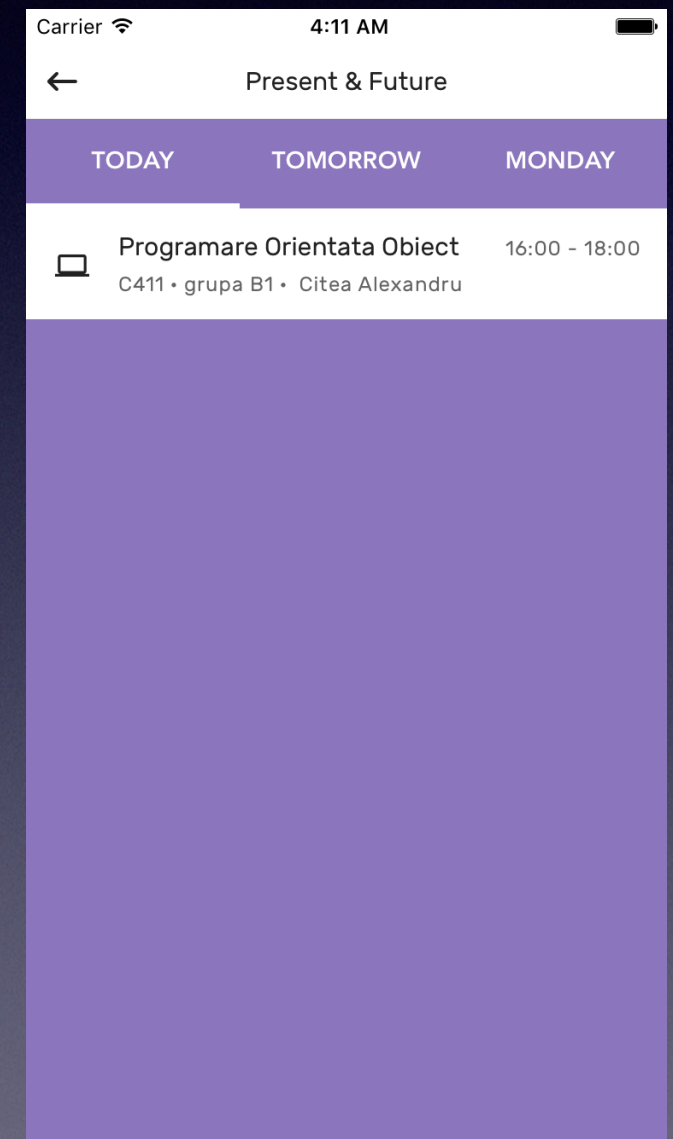 Carrier 4:11 AM
Present & Future
TODAY TOMORROW MONDAY
Programare Orientata Obiect 16:00 - 18:00
C411 • grupa B1 • Citea Alexandru